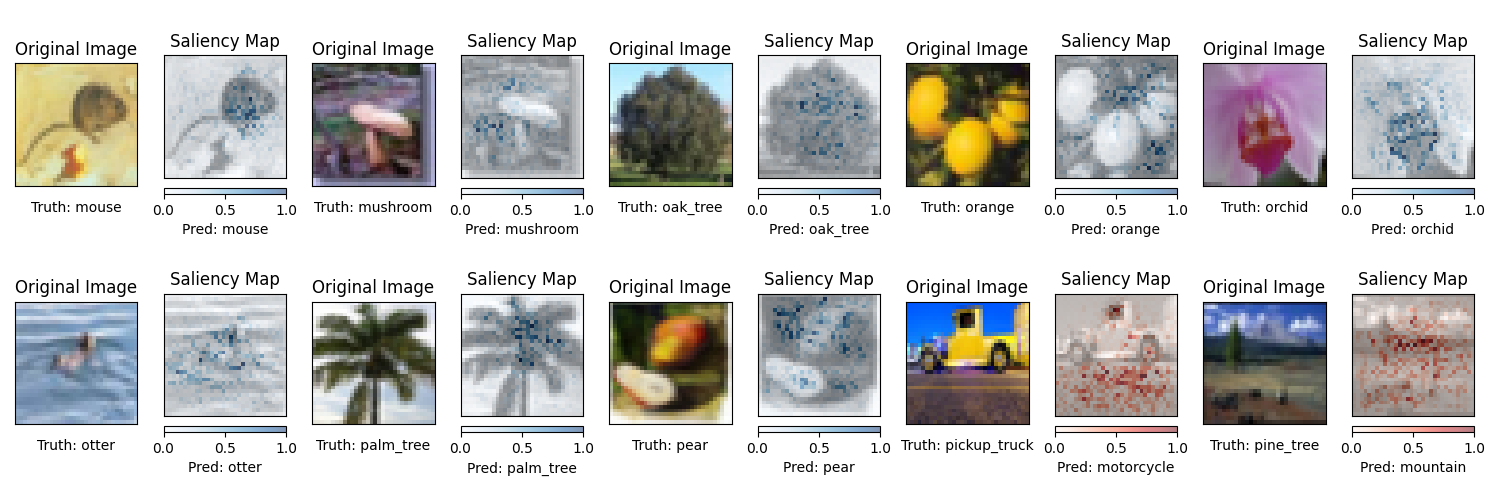 Original Image Saliency Map Original Image Saliency Map Original Image Saliency Map Original Image Saliency Map Original Image Saliency Map
Truth: mouse 0.0 0.5 1.0 Truth: mushroom 0.0 0.5 1.0 Truth: oak_tree 0.0 0.5 1.0 Truth: orange 0.0 0.5 1.0 Truth: orchid 0.0 0.5 1.0
Pred: mouse Pred: mushroom Pred: oak_tree Pred: orange Pred: orchid
Original Image Saliency Map Original Image Saliency Map Original Image Saliency Map Original Image Saliency Map Original Image Saliency Map
Truth: otter 0.0 0.5 1.0 Truth: palm_tree 0.0 0.5 1.0 Truth: pear 0.0 0.5 1.0 Truth: pickup_truck 0.0 0.5 1.0 Truth: pine_tree 0.0 0.5 1.0
Pred: otter Pred: palm_tree Pred: pear Pred: motorcycle Pred: mountain